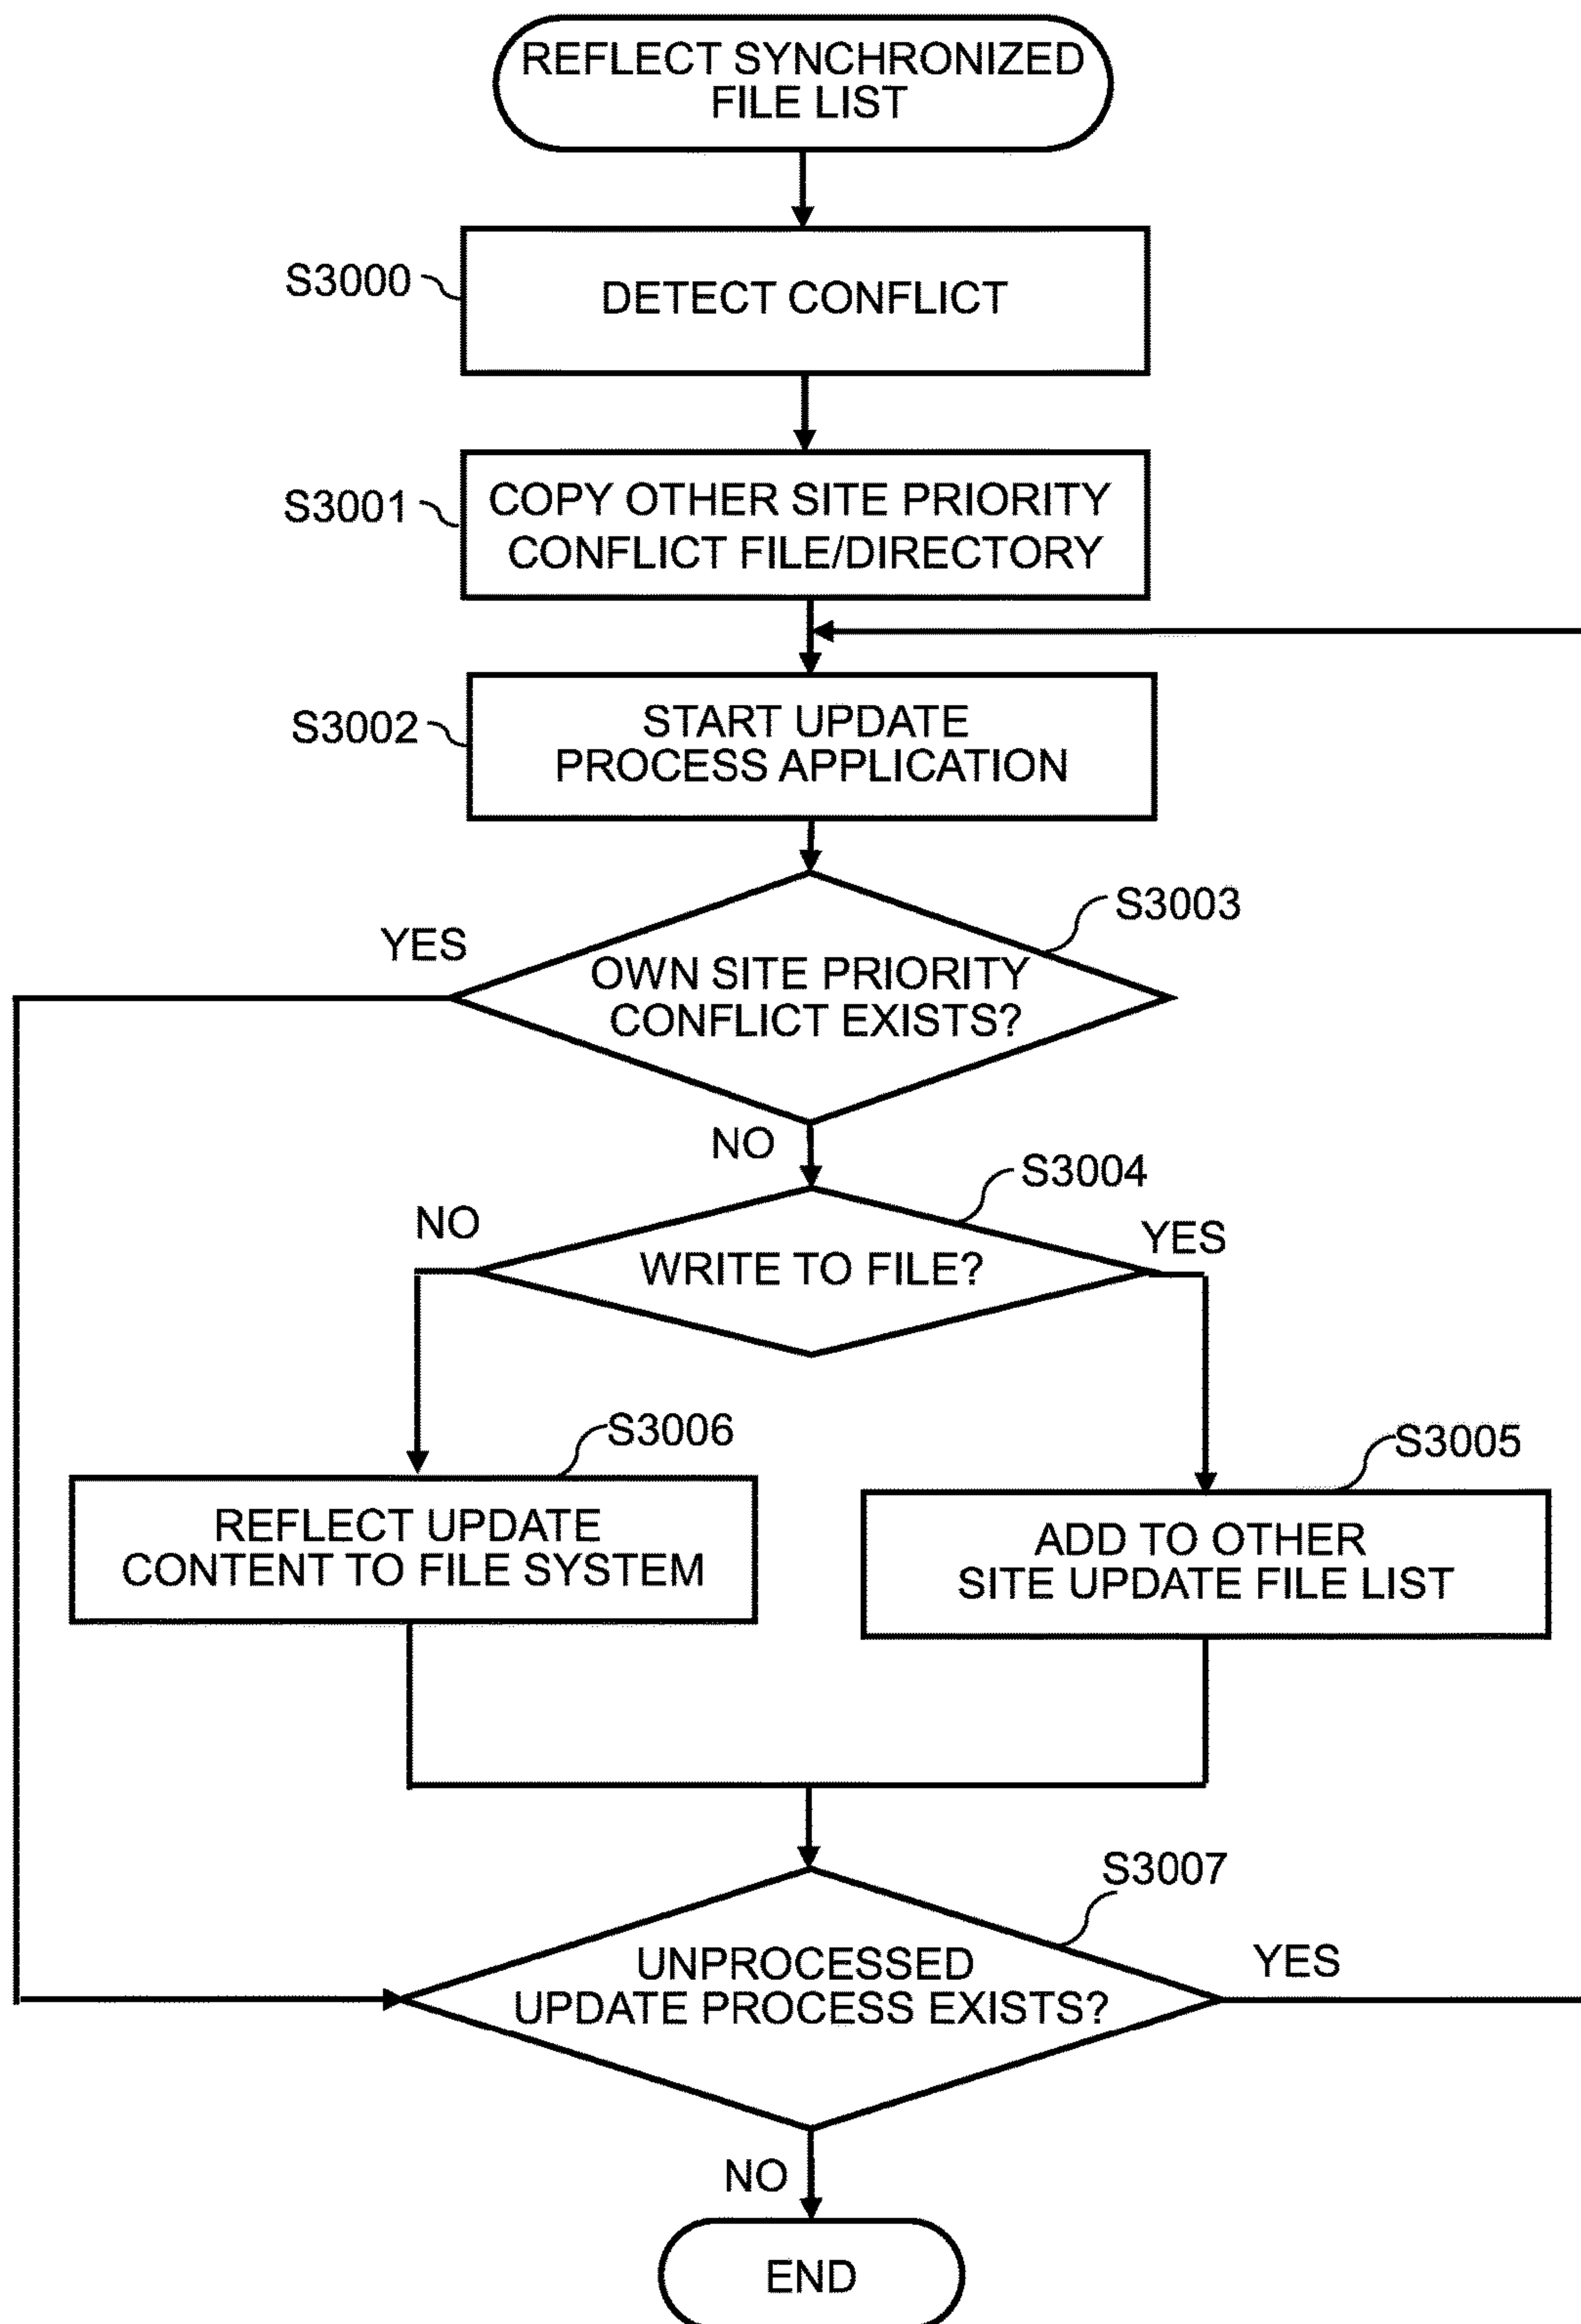 REFLECT SYNCHRONIZED
FILE LIST
S3000
DETECT CONFLICT
S3001
COPY OTHER SITE PRIORITY
CONFLICT FILE/DIRECTORY
S3002
START UPDATE
PROCESS APPLICATION
S3003
YES
OWN SITE PRIORITY
CONFLICT EXISTS?
NO
S3004
NO
YES
WRITE TO FILE?
S3006
S3005
REFLECT UPDATE
CONTENT TO FILE SYSTEM
ADD TO OTHER
SITE UPDATE FILE LIST
S3007
UNPROCESSED
UPDATE PROCESS EXISTS?
YES
NO
END